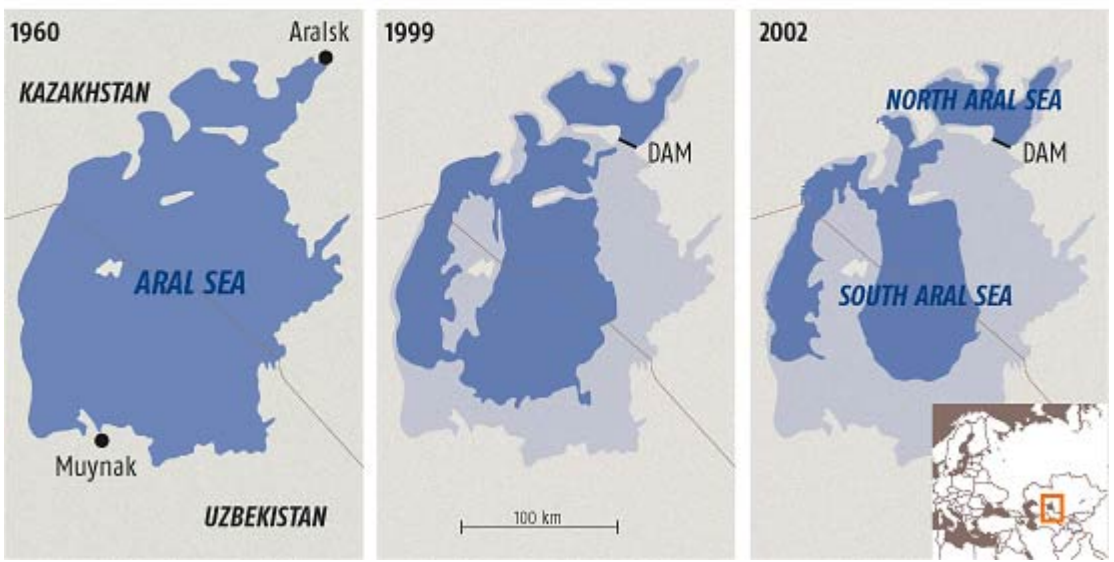 1960
Aralsk
KAZAKHSTAN
ARAL SEA
Muynak
UZBEKISTAN
1999
DAM
100 km
2002
NORTH ARAL SEA
DAM
SOUTH ARAL SEA